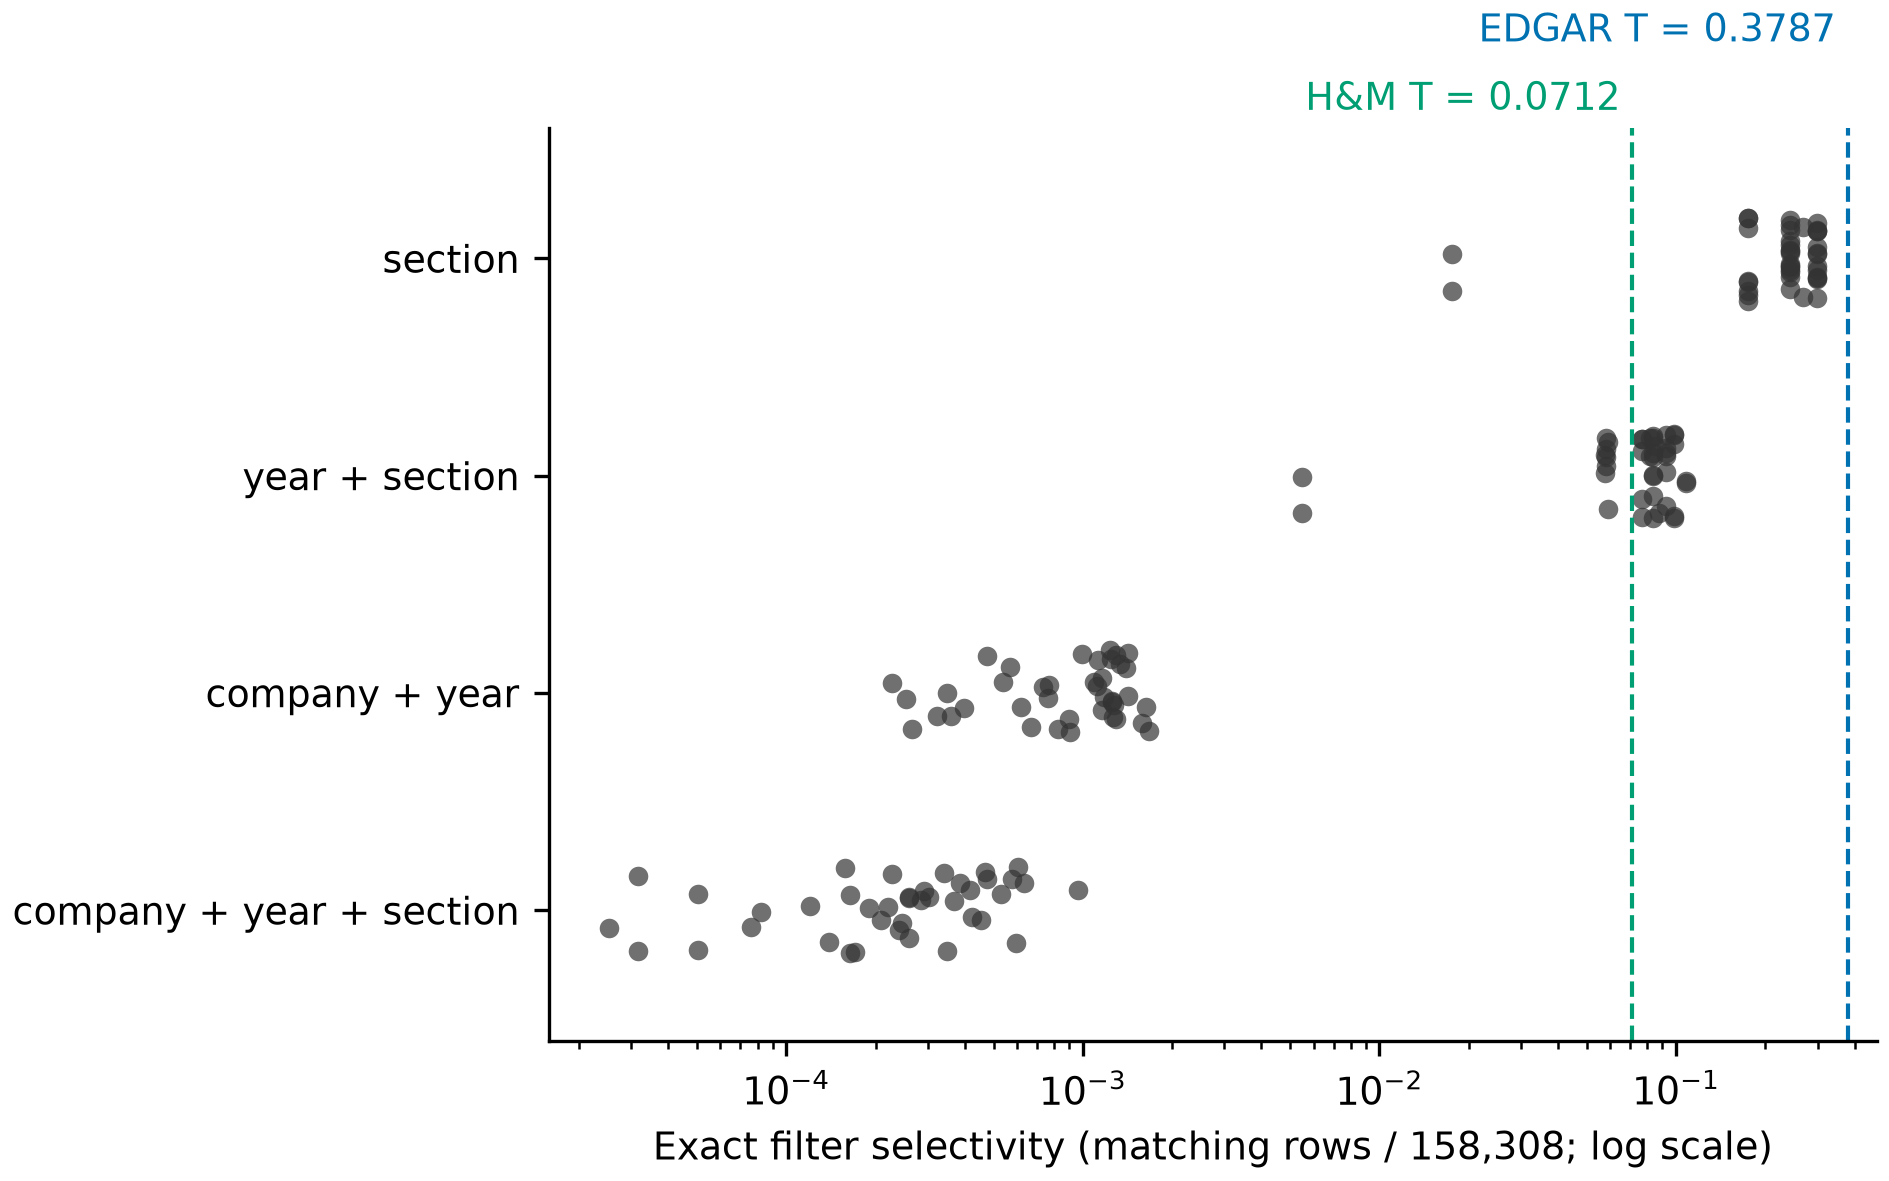 EDGAR T = 0.3787
H&M T = 0.0712
section
year + section
company + year
company + year + section
10⁻⁴ 10⁻³ 10⁻² 10⁻¹
Exact filter selectivity (matching rows / 158,308; log scale)